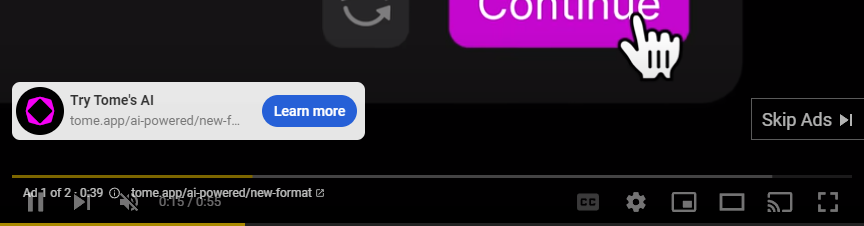 Continue
Try Tome's AI
tome.app/ai-powered/new-f...
Learn more
Skip Ads
Ad 1 of 2 · 0:39 tome.app/ai-powered/new-format
0:15 / 0:55
CC